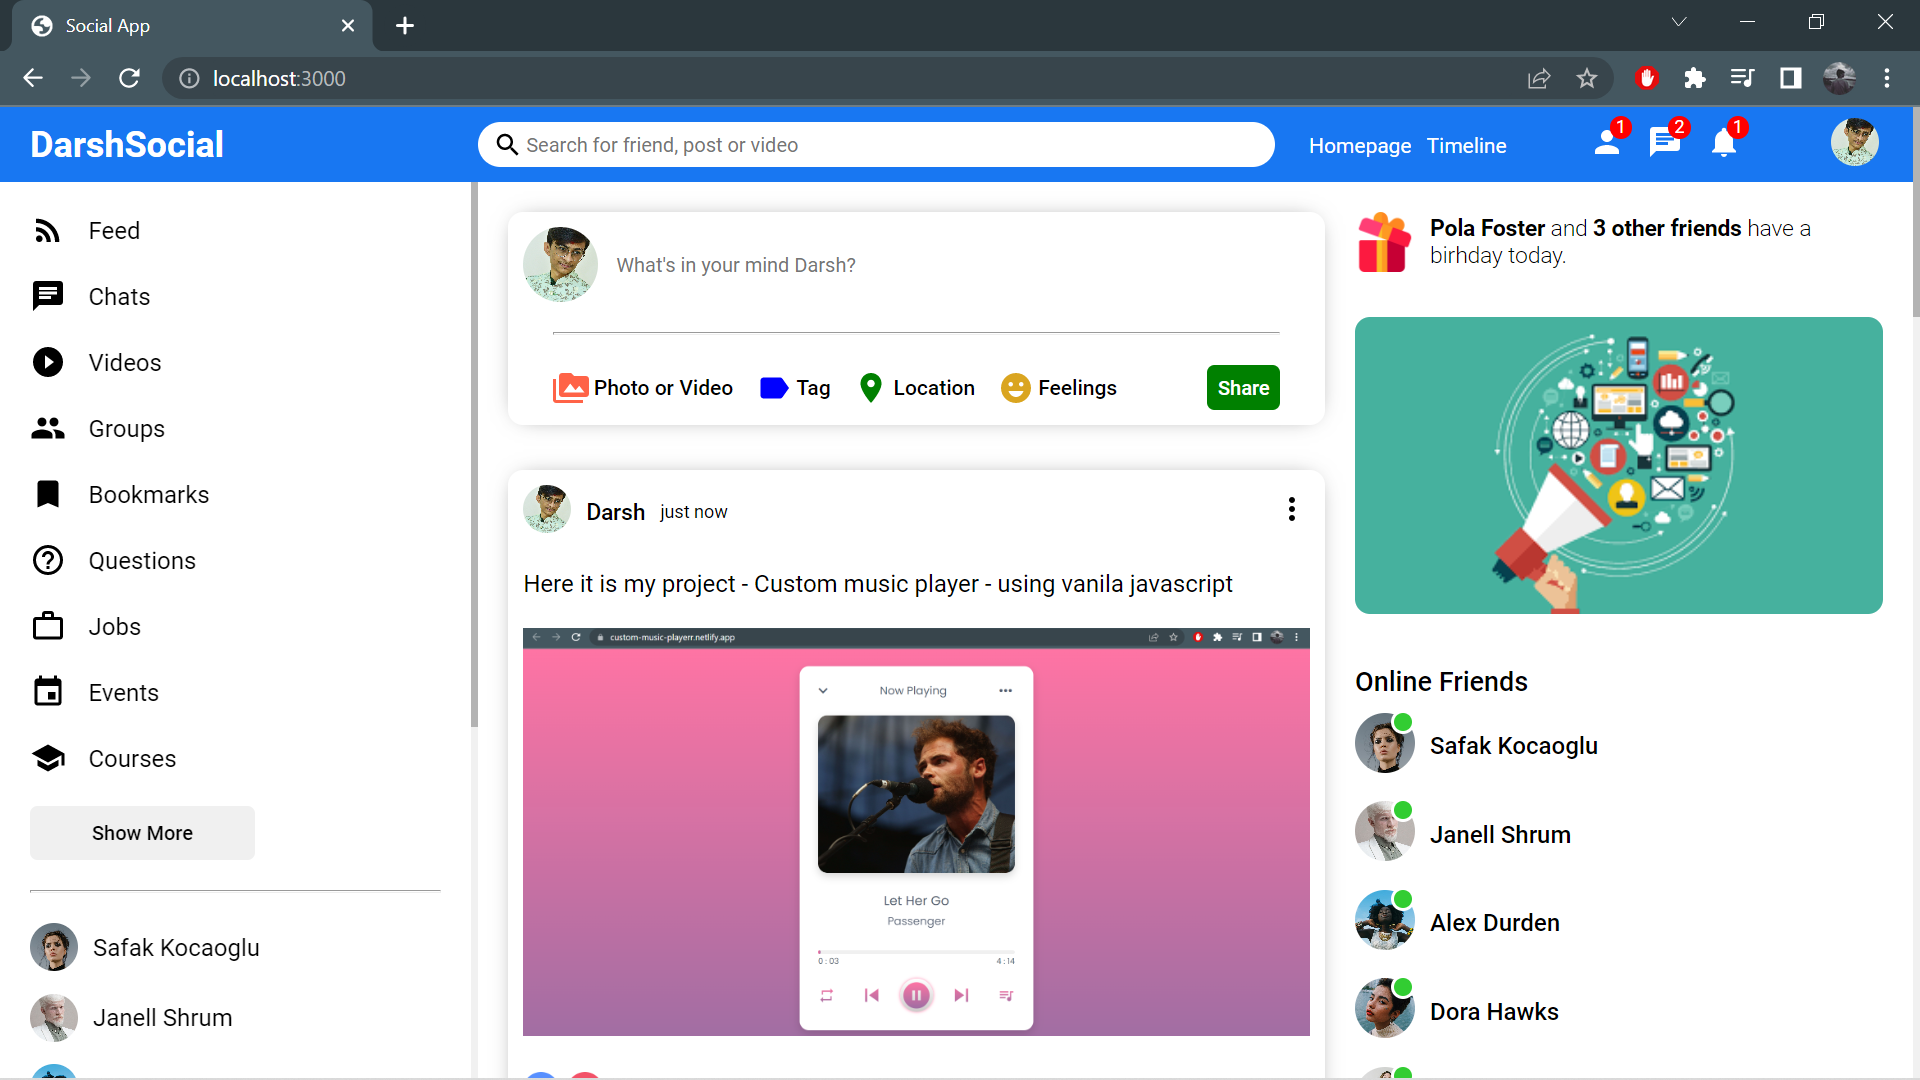 Social App
localhost:3000
DarshSocial
Search for friend, post or video
Homepage
Timeline
1
2
1
Feed
Chats
Videos
Groups
Bookmarks
Questions
Jobs
Events
Courses
Show More
Safak Kocaoglu
Janell Shrum
What's in your mind Darsh?
Photo or Video
Tag
Location
Feelings
Share
Darsh just now
Here it is my project - Custom music player - using vanila javascript
custom-music-playerr.netlify.app
Now Playing
Let Her Go
Passenger
0 : 03
4 : 14
Pola Foster and 3 other friends have a
birhday today.
Online Friends
Safak Kocaoglu
Janell Shrum
Alex Durden
Dora Hawks